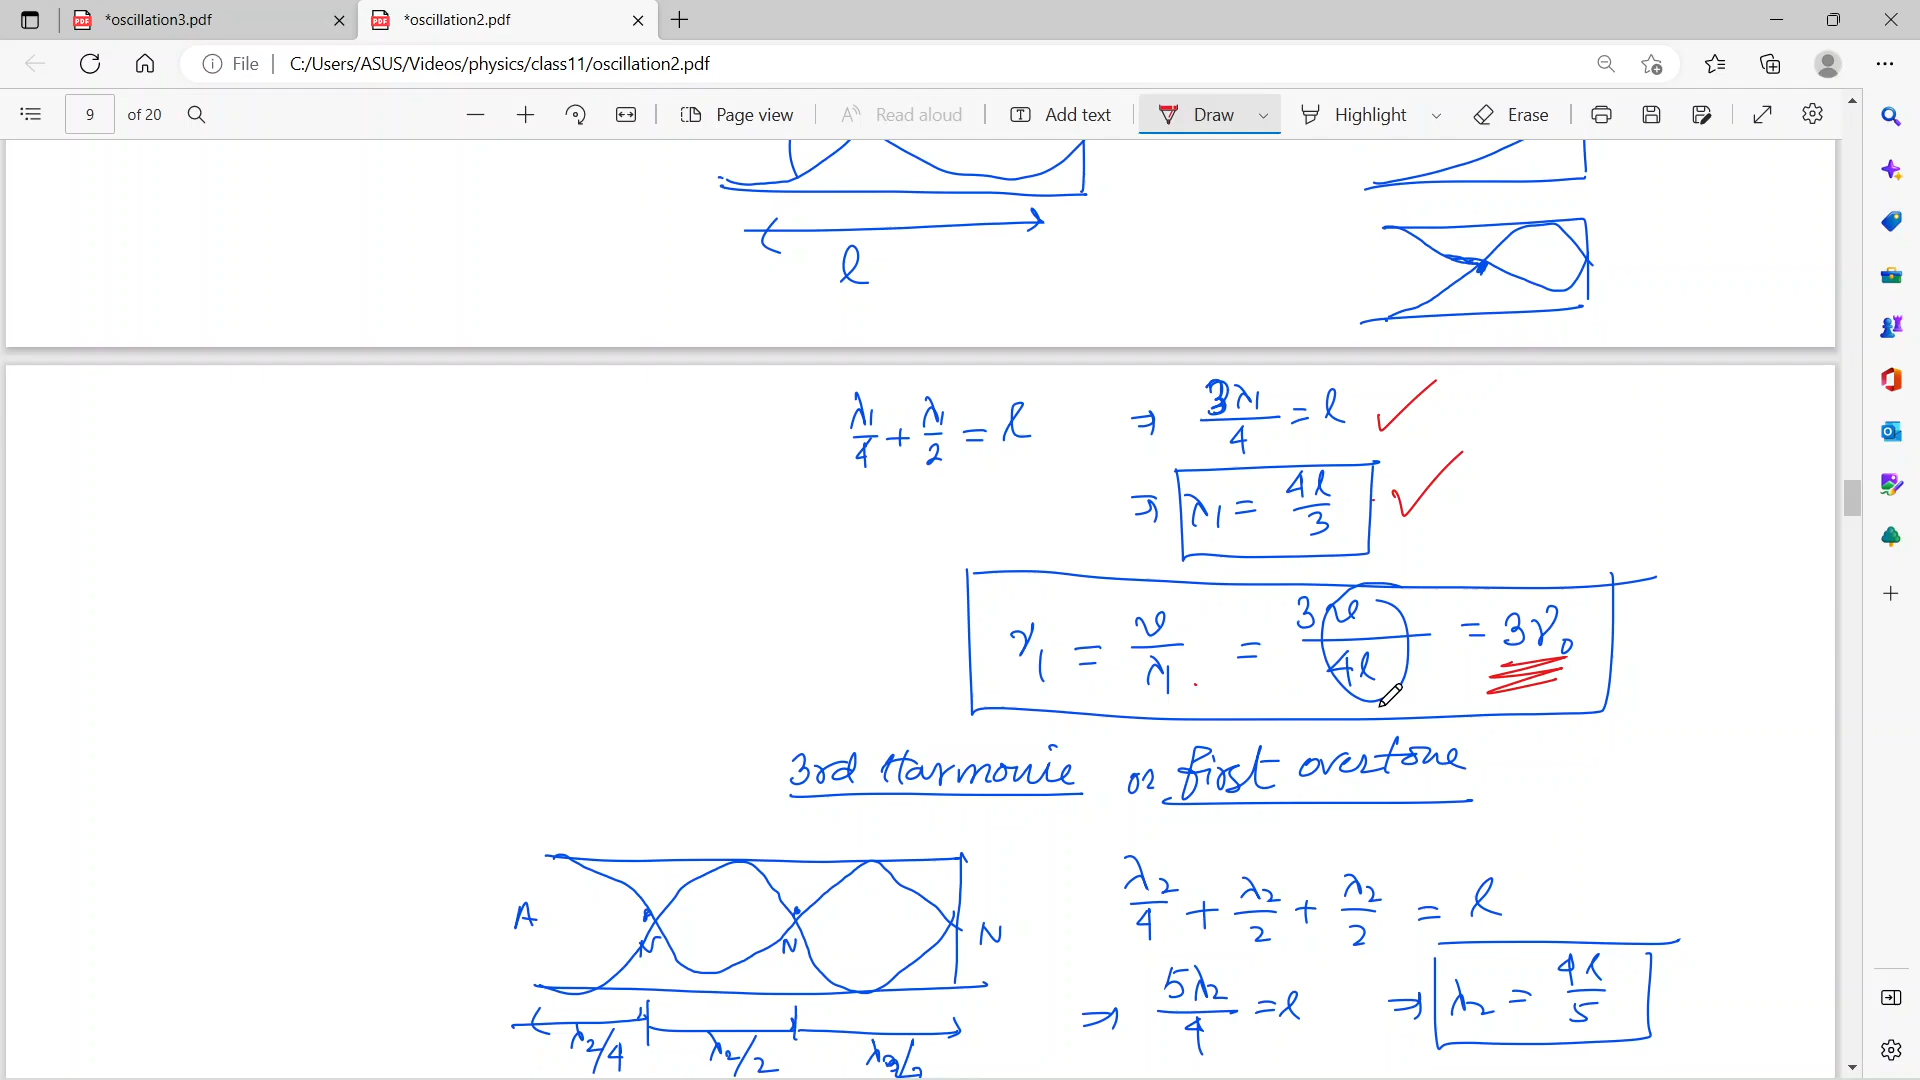 *oscillation3.pdf
*oscillation2.pdf
File | C:/Users/ASUS/Videos/physics/class11/oscillation2.pdf
9 of 20 Page view Read aloud Add text Draw Highlight Erase
l
λ1/4 + λ1/2 = l ⇒ 3λ1/4 = l
⇒ λ1 = 4l/3
ν1 = v/λ1 = 3v/4l = 3ν0
3rd Harmonic or first overtone
A N N N
λ2/4 + λ2/2 + λ2/2 = l
⇒ 5λ2/4 = l ⇒ λ2 = 4l/5
λ2/4 λ2/2 λ2/2